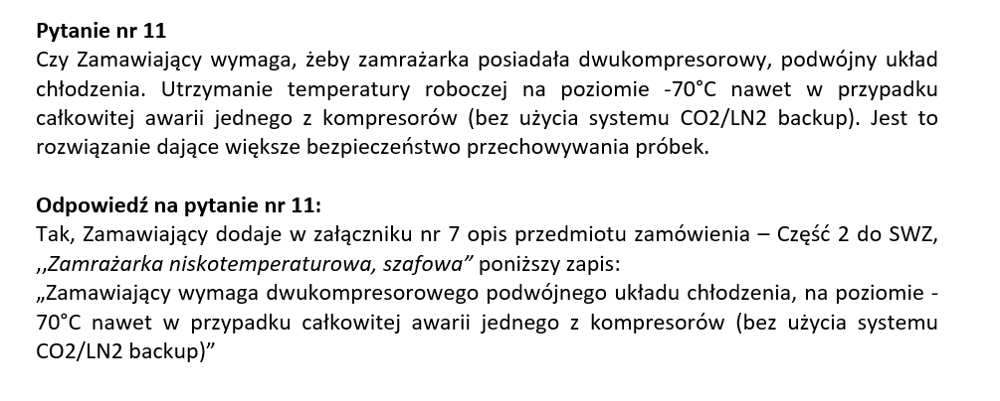 Pytanie nr 11
Czy Zamawiający wymaga, żeby zamrażarka posiadała dwukompresorowy, podwójny układ
chłodzenia. Utrzymanie temperatury roboczej na poziomie -70°C nawet w przypadku
całkowitej awarii jednego z kompresorów (bez użycia systemu CO2/LN2 backup). Jest to
rozwiązanie dające większe bezpieczeństwo przechowywania próbek.
Odpowiedź na pytanie nr 11:
Tak, Zamawiający dodaje w załączniku nr 7 opis przedmiotu zamówienia – Część 2 do SWZ,
,,Zamrażarka niskotemperaturowa, szafowa” poniższy zapis:
„Zamawiający wymaga dwukompresorowego podwójnego układu chłodzenia, na poziomie -
70°C nawet w przypadku całkowitej awarii jednego z kompresorów (bez użycia systemu
CO2/LN2 backup)”